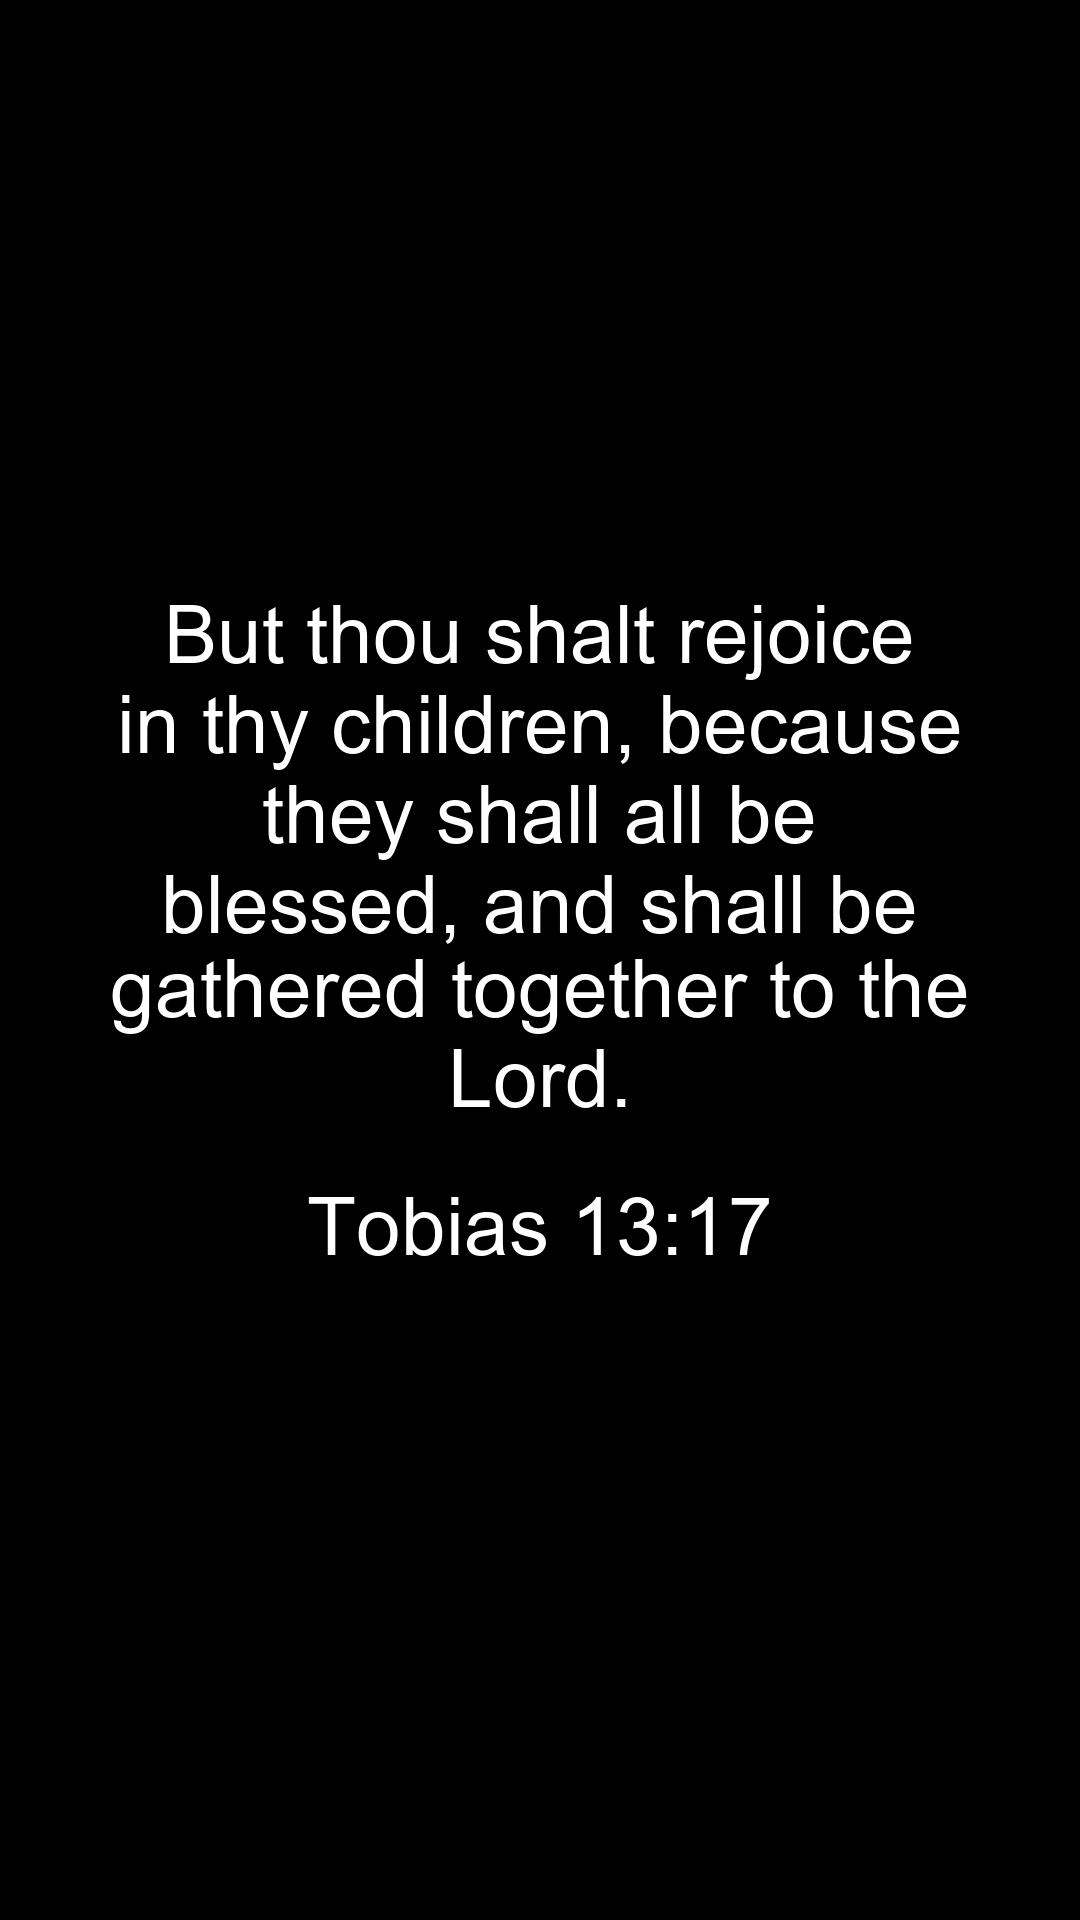 But thou shalt rejoice
in thy children, because
they shall all be
blessed, and shall be
gathered together to the
Lord.
Tobias 13:17